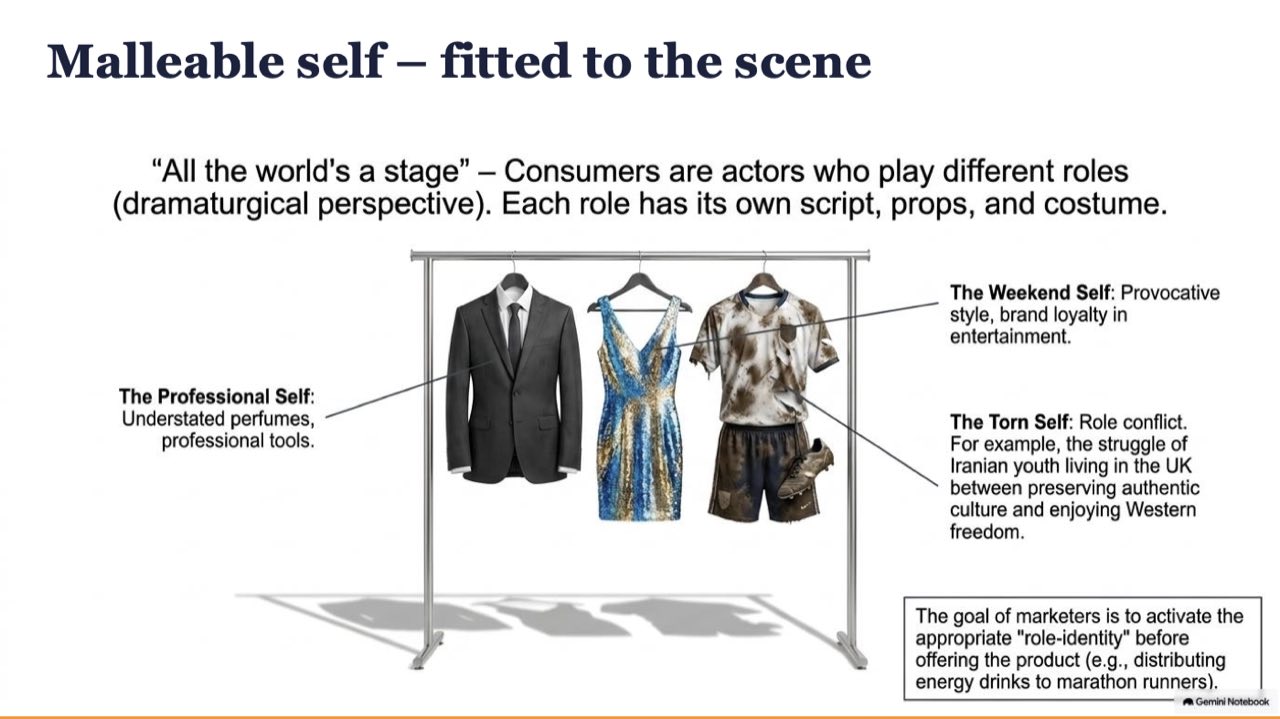 Malleable self – fitted to the scene
“All the world's a stage” – Consumers are actors who play different roles
(dramaturgical perspective). Each role has its own script, props, and costume.
The Professional Self:
Understated perfumes,
professional tools.
The Weekend Self: Provocative
style, brand loyalty in
entertainment.
The Torn Self: Role conflict.
For example, the struggle of
Iranian youth living in the UK
between preserving authentic
culture and enjoying Western
freedom.
The goal of marketers is to activate the
appropriate "role-identity" before
offering the product (e.g., distributing
energy drinks to marathon runners).
Gemini Notebook